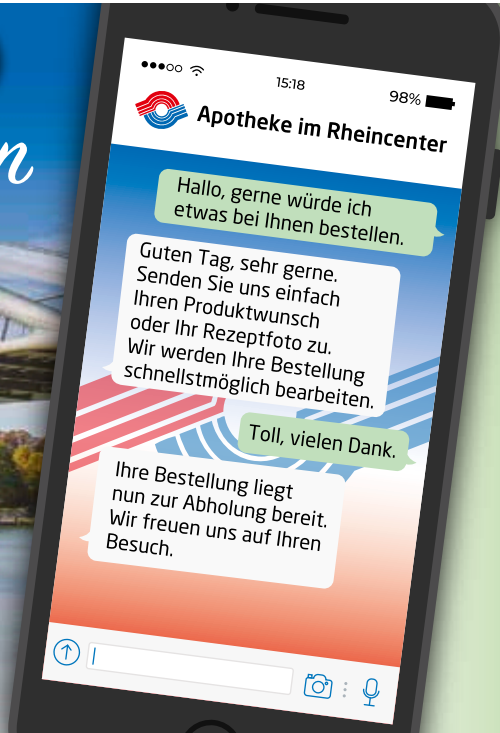 n
15:18
98%
Apotheke im Rheincenter
Hallo, gerne würde ich
etwas bei Ihnen bestellen.
Guten Tag, sehr gerne.
Senden Sie uns einfach
Ihren Produktwunsch
oder Ihr Rezeptfoto zu.
Wir werden Ihre Bestellung
schnellstmöglich bearbeiten.
Toll, vielen Dank.
Ihre Bestellung liegt
nun zur Abholung bereit.
Wir freuen uns auf Ihren
Besuch.